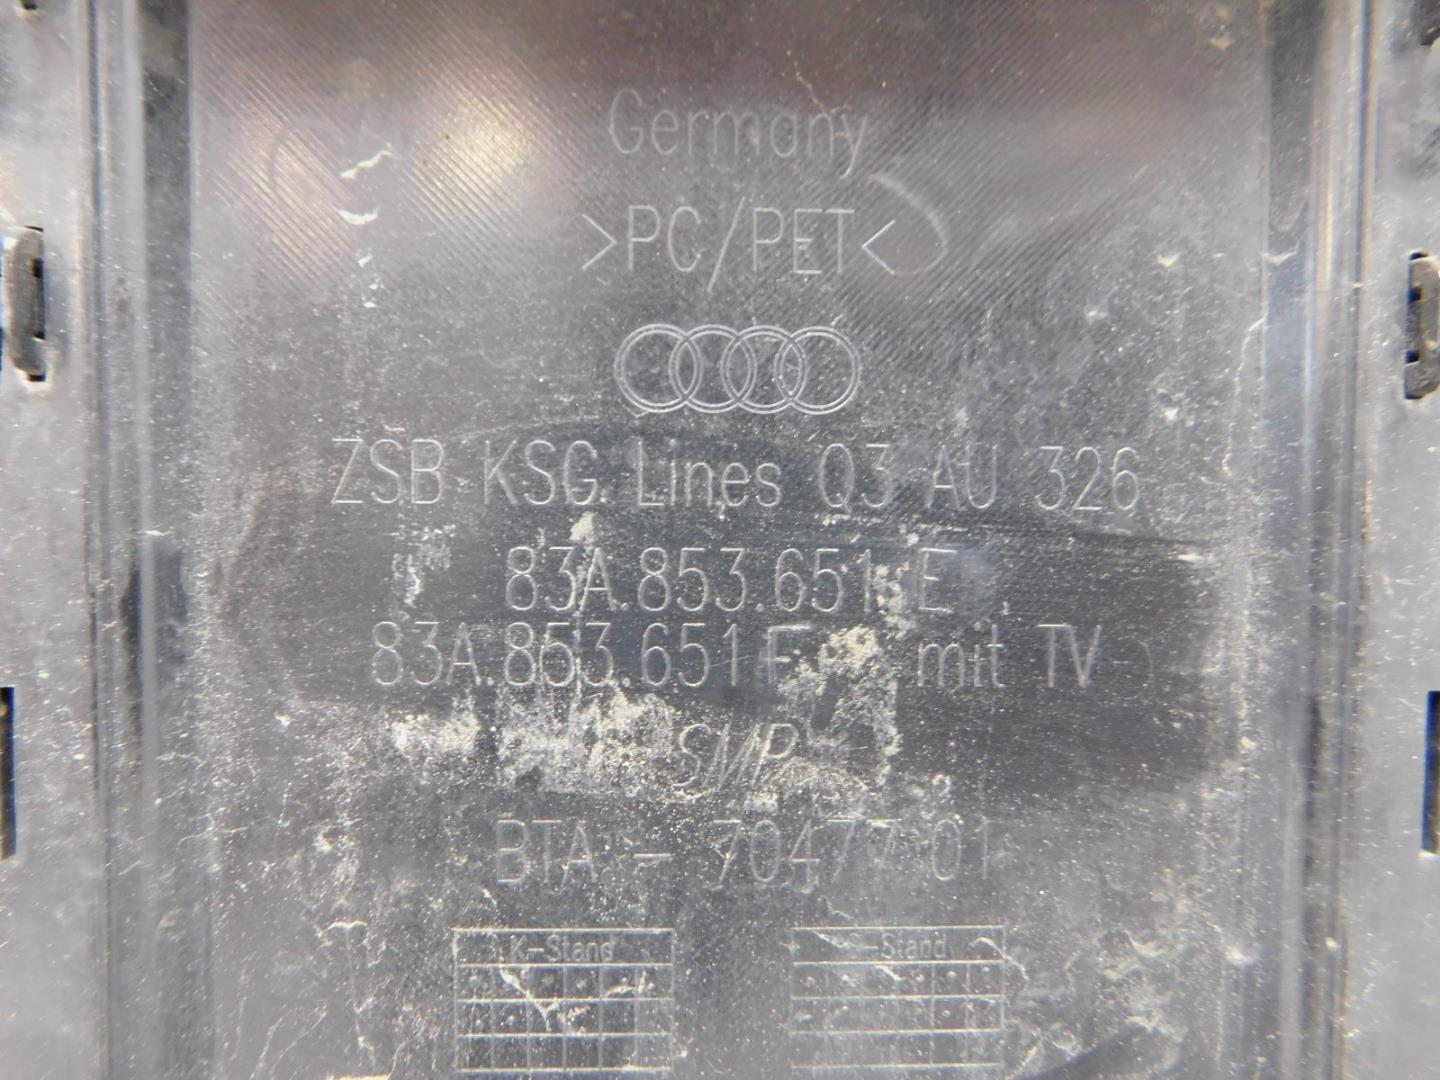 Germany
>PC/PET<
ZSB KSG Lines Q3 AU 326
83A.853.651 E
83A.853.651 F mit TV
SMP
BTA - 70477 01
K-Stand
S-Stand